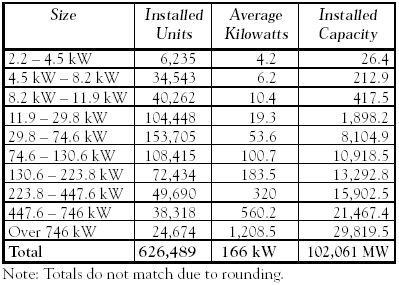 Size Installed Units Average Kilowatts Installed Capacity
2.2 – 4.5 kW 6,235 4.2 26.4
4.5 kW – 8.2 kW 34,543 6.2 212.9
8.2 kW – 11.9 kW 40,262 10.4 417.5
11.9 – 29.8 kW 104,448 19.3 1,898.2
29.8 – 74.6 kW 153,705 53.6 8,104.9
74.6 – 130.6 kW 108,415 100.7 10,918.5
130.6 – 223.8 kW 72,434 183.5 13,292.8
223.8 – 447.6 kW 49,690 320 15,902.5
447.6 – 746 kW 38,318 560.2 21,467.4
Over 746 kW 24,674 1,208.5 29,819.5
Total 626,489 166 kW 102,061 MW
Note: Totals do not match due to rounding.